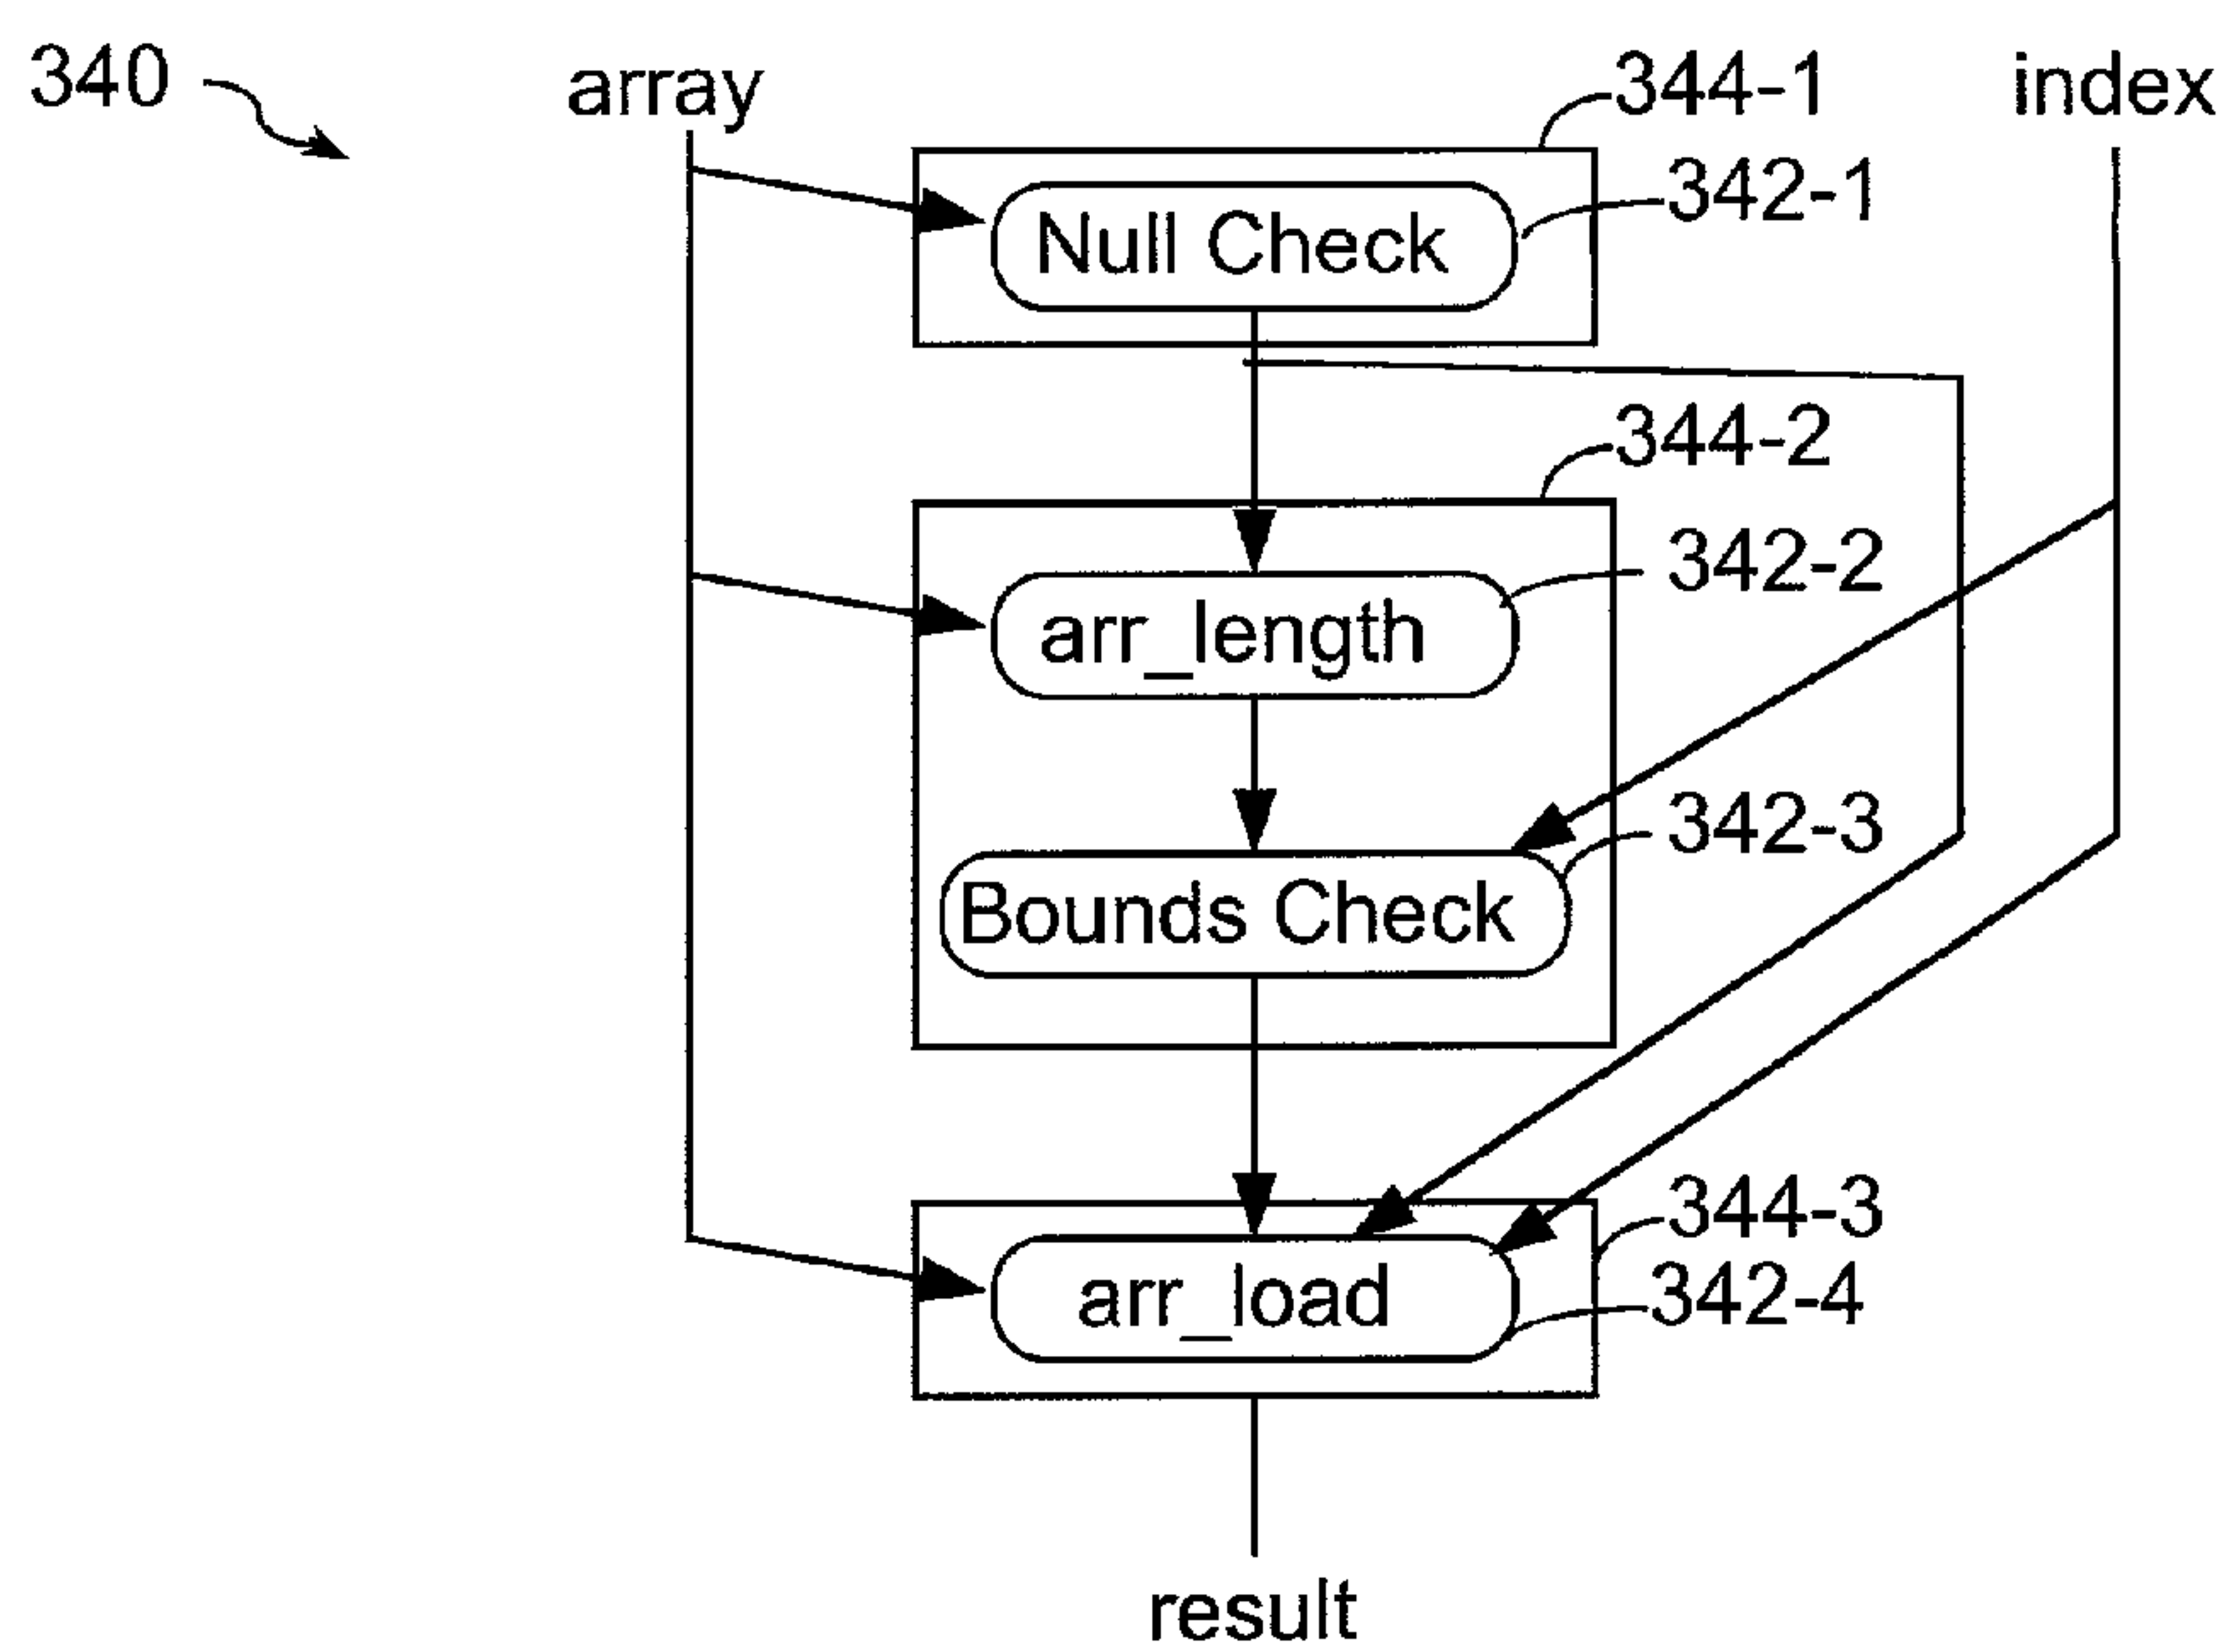 340
array
344-1
index
342-1
Null Check
344-2
342-2
arr_length
342-3
Bounds Check
344-3
342-4
arr_load
result